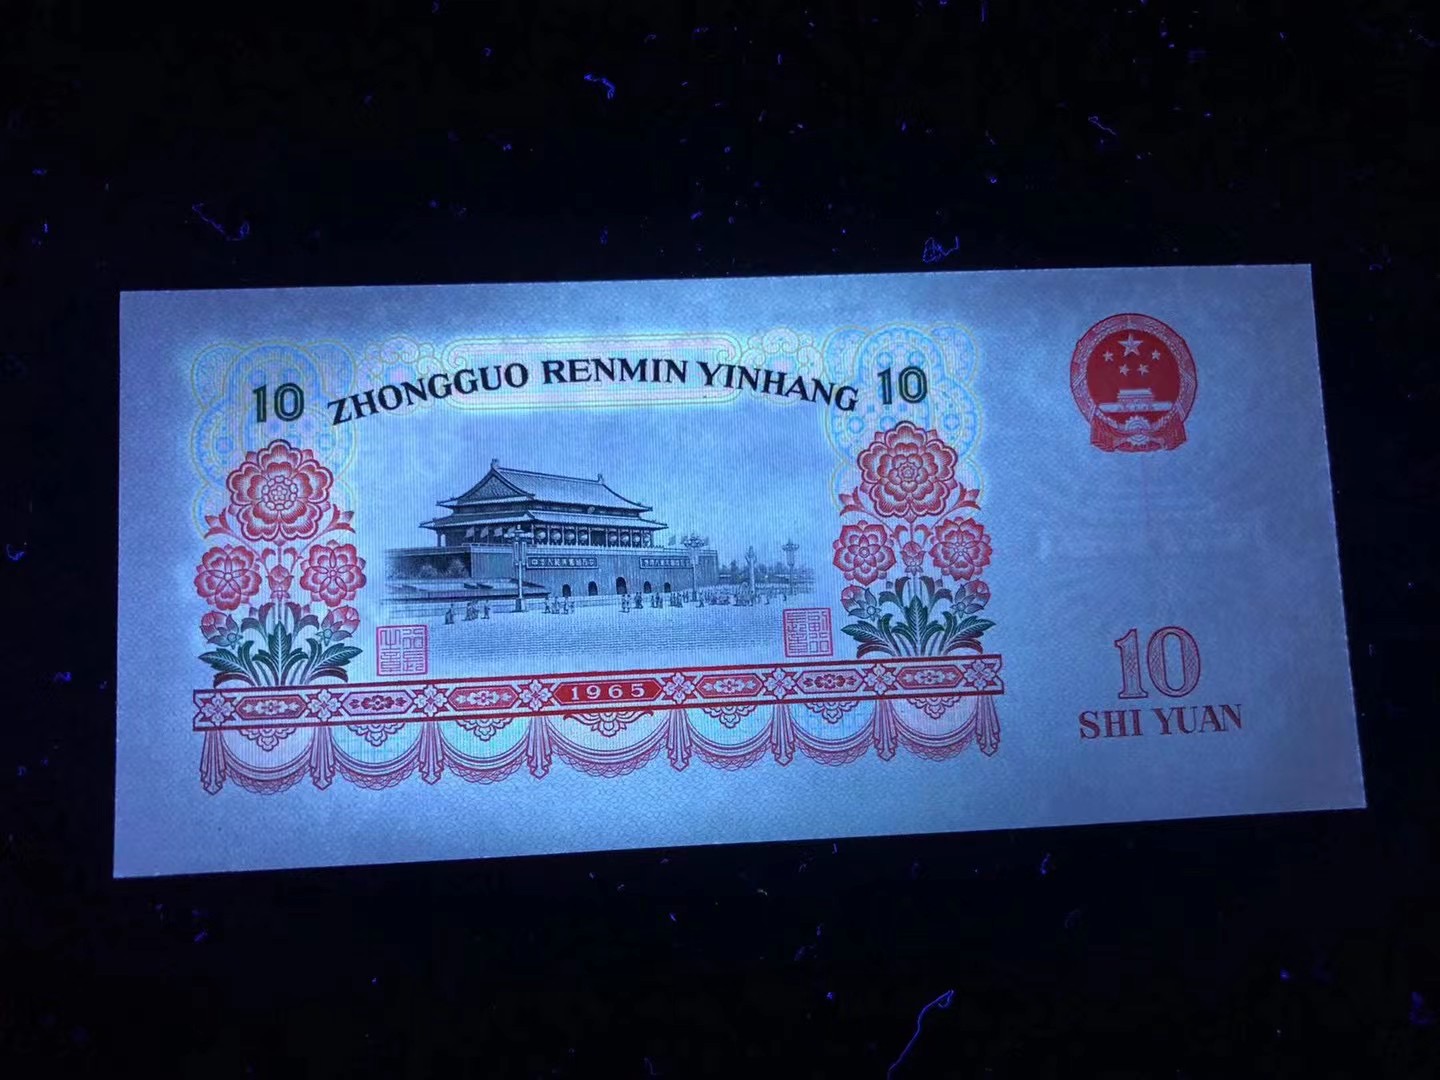 10 ZHONGGUO RENMIN YINHANG 10
1965
10
SHI YUAN